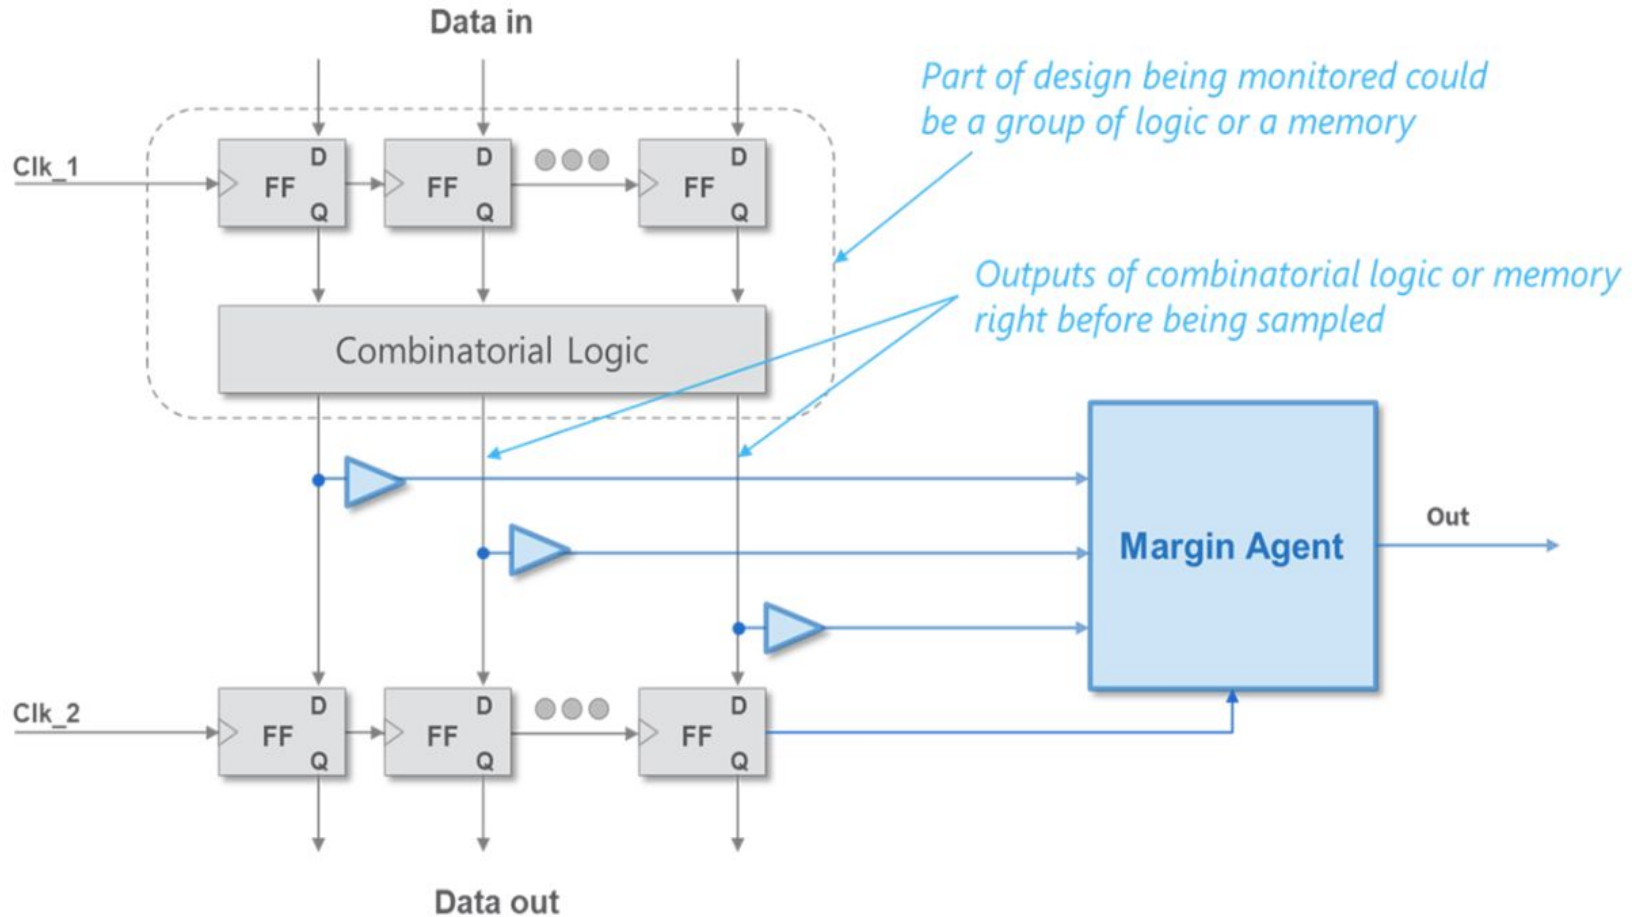 Data in
Part of design being monitored could
be a group of logic or a memory
Clk_1
D
FF
Q
D
FF
Q
D
FF
Q
Outputs of combinatorial logic or memory
right before being sampled
Combinatorial Logic
Margin Agent
Out
Clk_2
D
FF
Q
D
FF
Q
D
FF
Q
Data out